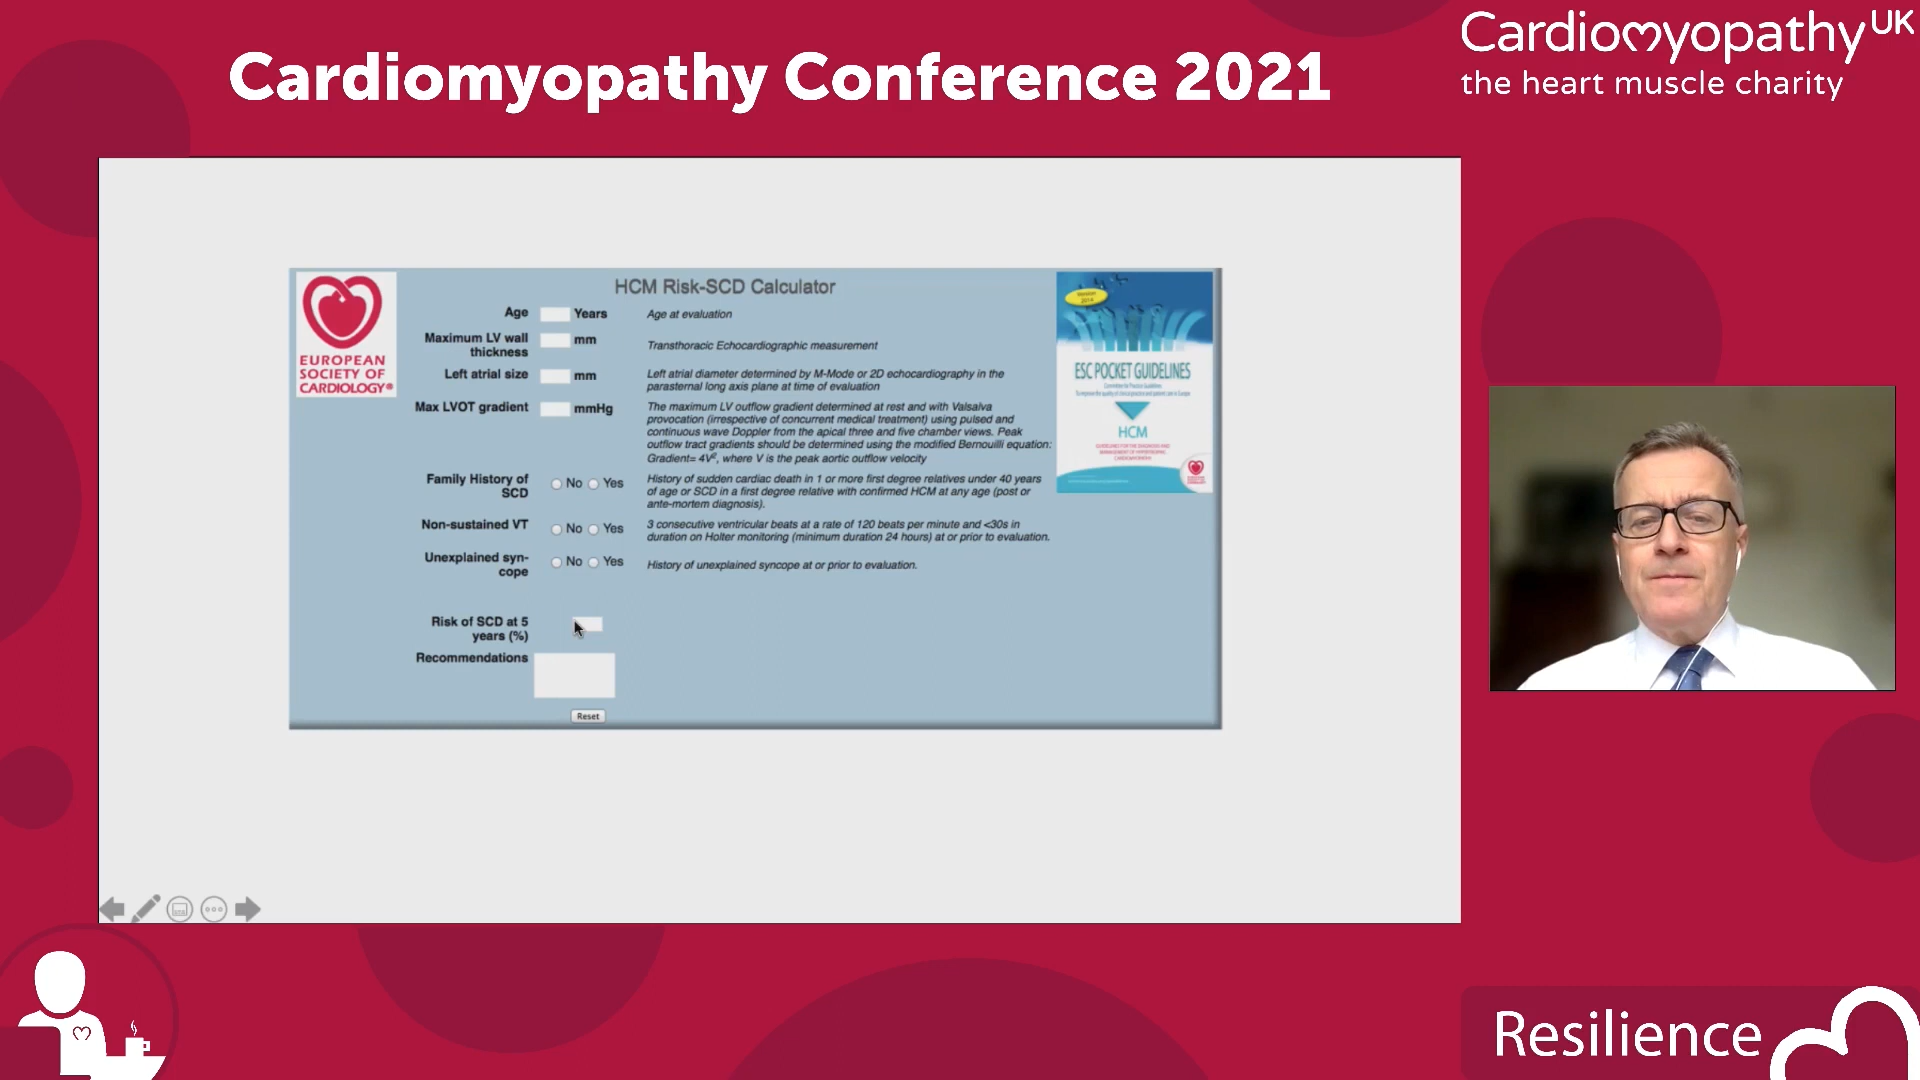 Cardiomyopathy Conference 2021
Cardiomyopathy UK
the heart muscle charity
HCM Risk-SCD Calculator
EUROPEAN
SOCIETY OF
CARDIOLOGY®
Age
Years
Age at evaluation
Maximum LV wall
thickness
mm
Transthoracic Echocardiographic measurement
Left atrial size
mm
Left atrial diameter determined by M-Mode or 2D echocardiography in the
parasternal long axis plane at time of evaluation
Max LVOT gradient
mmHg
The maximum LV outflow gradient determined at rest and with Valsalva
provocation (irrespective of concurrent medical treatment) using pulsed and
continuous wave Doppler from the apical three and five chamber views. Peak
outflow tract gradients should be determined using the modified Bernouilli equation:
Gradient= 4V², where V is the peak aortic outflow velocity
Family History of
SCD
No Yes
History of sudden cardiac death in 1 or more first degree relatives under 40 years
of age or SCD in a first degree relative with confirmed HCM at any age (post or
ante-mortem diagnosis).
Non-sustained VT
No Yes
3 consecutive ventricular beats at a rate of 120 beats per minute and <30s in
duration on Holter monitoring (minimum duration 24 hours) at or prior to evaluation.
Unexplained syn-
cope
No Yes
History of unexplained syncope at or prior to evaluation.
Risk of SCD at 5
years (%)
Recommendations
Reset
ESC POCKET GUIDELINES
HCM
Resilience